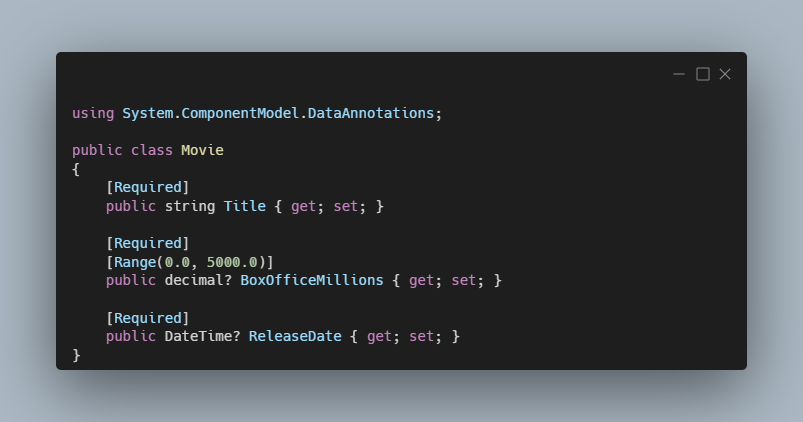 using System.ComponentModel.DataAnnotations;
public class Movie
{
    [Required]
    public string Title { get; set; }
    [Required]
    [Range(0.0, 5000.0)]
    public decimal? BoxOfficeMillions { get; set; }
    [Required]
    public DateTime? ReleaseDate { get; set; }
}